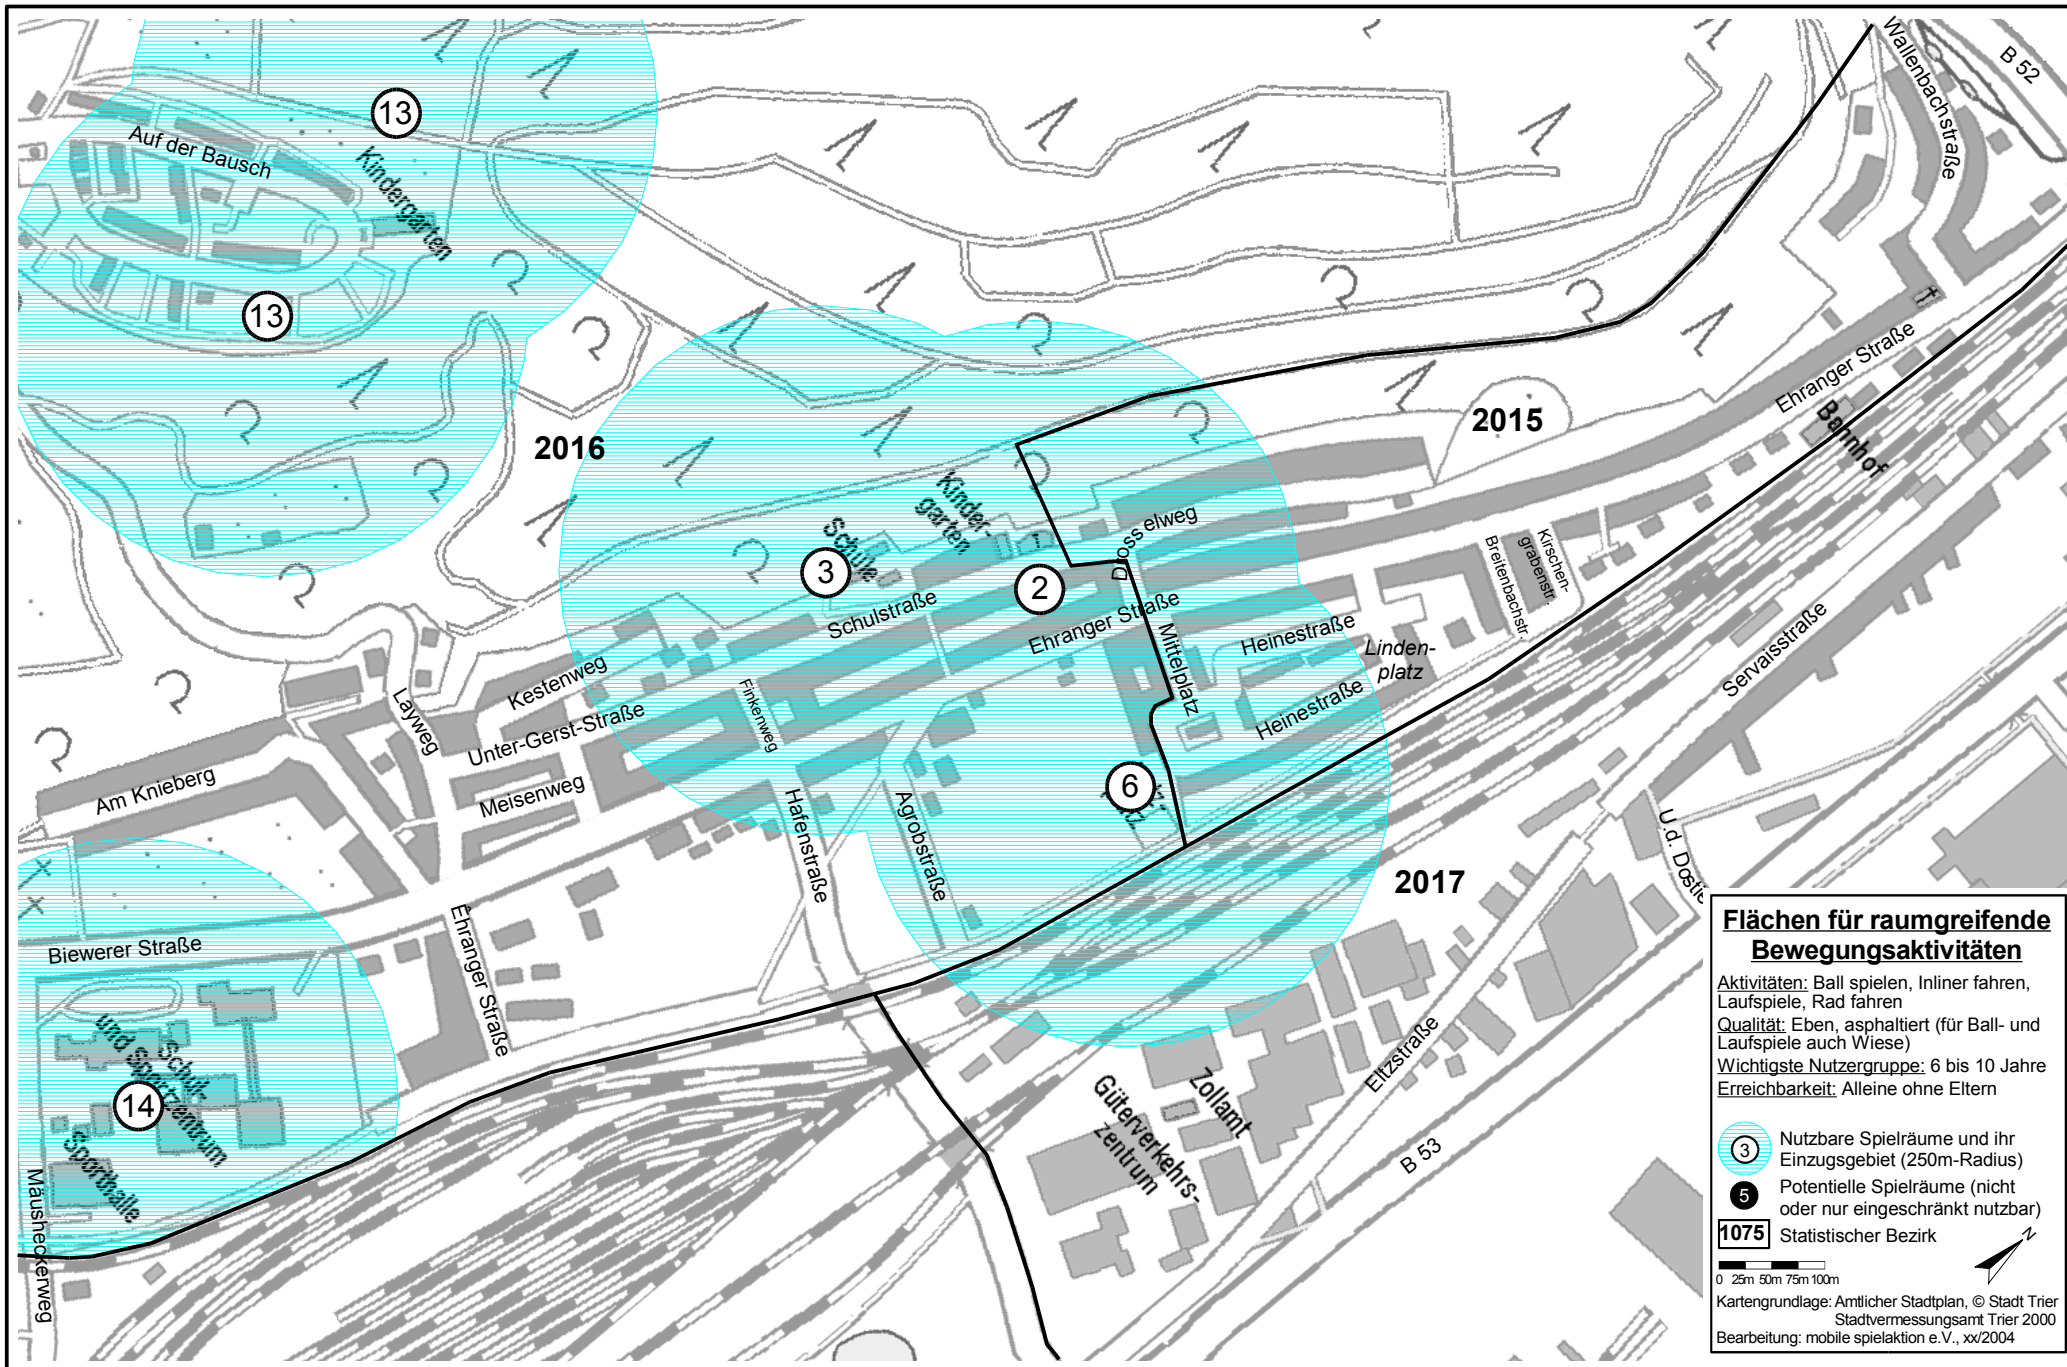 Wallenbachstraße
B 52
13
Auf der Bausch
Kindergarten
13
2016
2015
Ehranger Straße
Bahnhof
Kinder-
garten
Schule
3
2
Drosselweg
Schulstraße
Ehranger Straße
Mittelplatz
Heinestraße
Linden-
platz
Heinestraße
Breitenbachstr.
Kirschen-
grabenstr.
Servaisstraße
Kestenweg
Layweg
Unter-Gerst-Straße
Finkenweg
Meisenweg
Am Knieberg
Hafenstraße
Agrobstraße
6
U.d. Dostle
2017
Biewerer Straße
Ehranger Straße
Schul-
und Sportzentrum
14
Sporthalle
Mäusheckerweg
Güterverkehrs-
zentrum
Zollamt
Eltzstraße
B 53
Flächen für raumgreifende
Bewegungsaktivitäten
Aktivitäten: Ball spielen, Inliner fahren,
Laufspiele, Rad fahren
Qualität: Eben, asphaltiert (für Ball- und
Laufspiele auch Wiese)
Wichtigste Nutzergruppe: 6 bis 10 Jahre
Erreichbarkeit: Alleine ohne Eltern
3 Nutzbare Spielräume und ihr
Einzugsgebiet (250m-Radius)
5 Potentielle Spielräume (nicht
oder nur eingeschränkt nutzbar)
1075 Statistischer Bezirk
N
0 25m 50m 75m 100m
Kartengrundlage: Amtlicher Stadtplan, © Stadt Trier
Stadtvermessungsamt Trier 2000
Bearbeitung: mobile spielaktion e.V., xx/2004